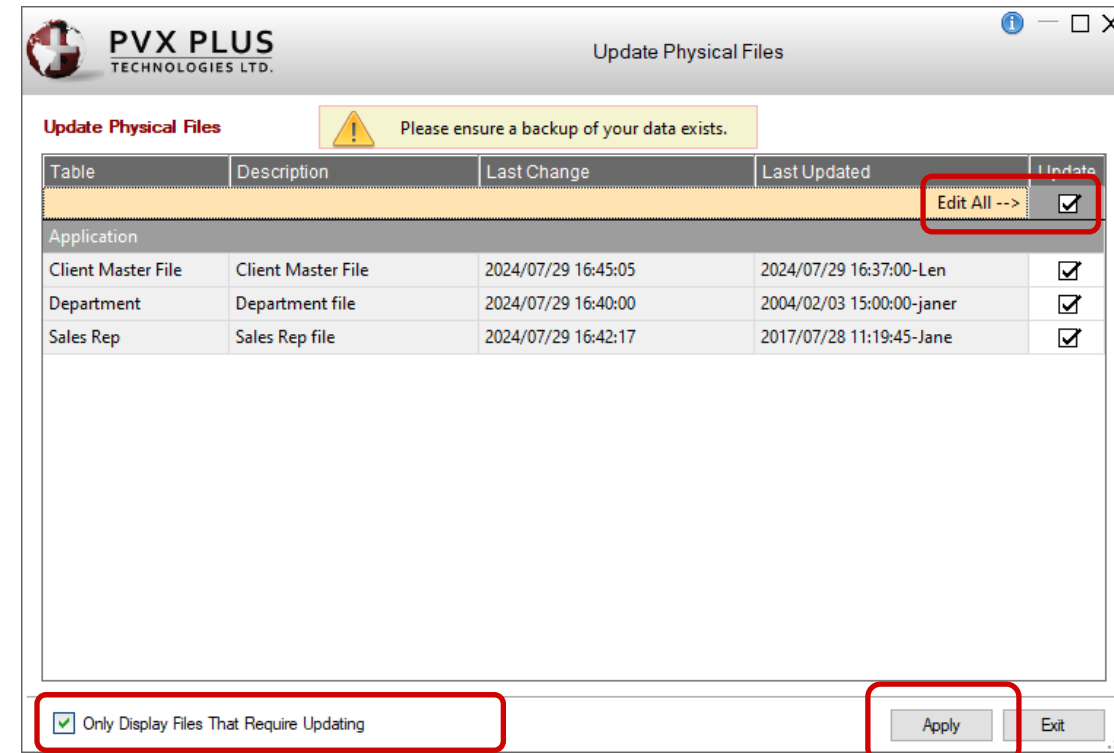 PVX PLUS
TECHNOLOGIES LTD.
Update Physical Files
Update Physical Files
Please ensure a backup of your data exists.
Table Description Last Change Last Updated Update
Edit All -->
Application
Client Master File Client Master File 2024/07/29 16:45:05 2024/07/29 16:37:00-Len
Department Department file 2024/07/29 16:40:00 2004/02/03 15:00:00-janer
Sales Rep Sales Rep file 2024/07/29 16:42:17 2017/07/28 11:19:45-Jane
Only Display Files That Require Updating Apply Exit